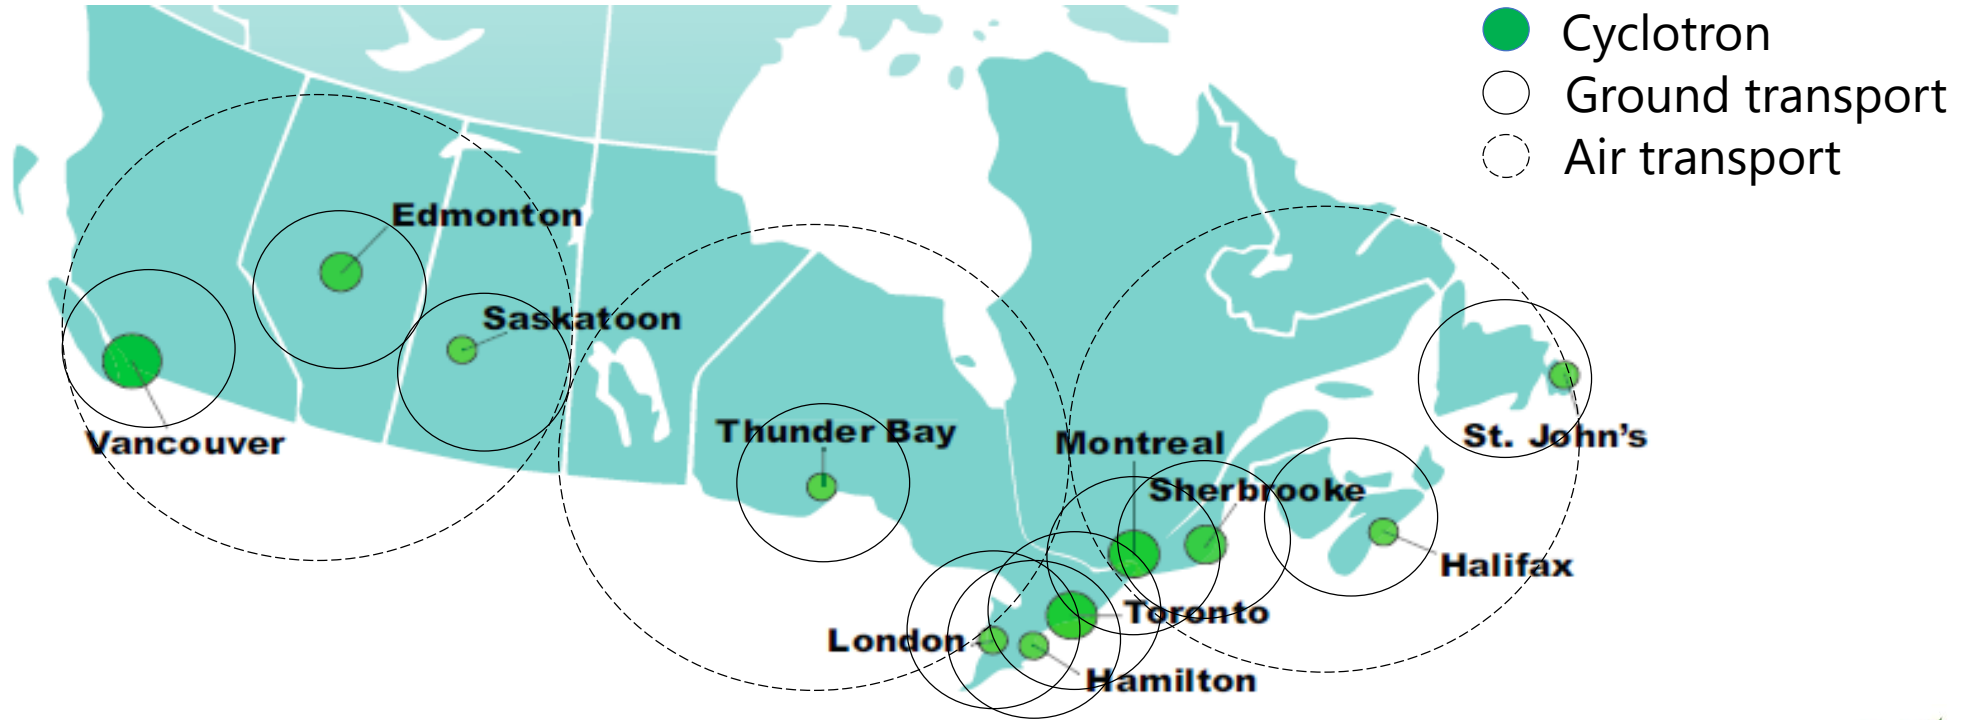 Cyclotron
Ground transport
Air transport
Edmonton
Saskatoon
Vancouver
Thunder Bay
Montreal
St. John’s
Sherbrooke
Halifax
Toronto
London
Hamilton